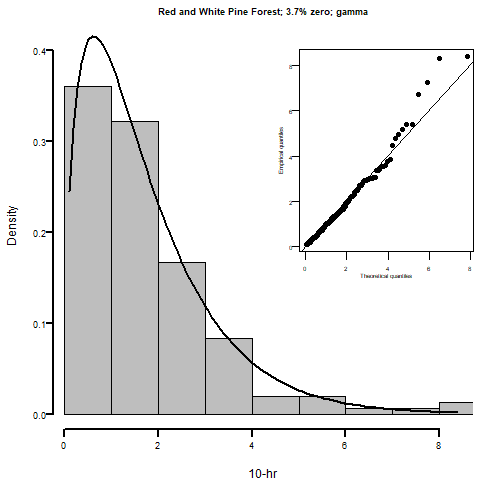 Red and White Pine Forest; 3.7% zero; gamma
0.4
0.3
0.2
0.1
0.0
Density
0 2 4 6 8
10-hr
8
6
4
2
0
Empirical quantiles
0 2 4 6 8
Theoretical quantiles